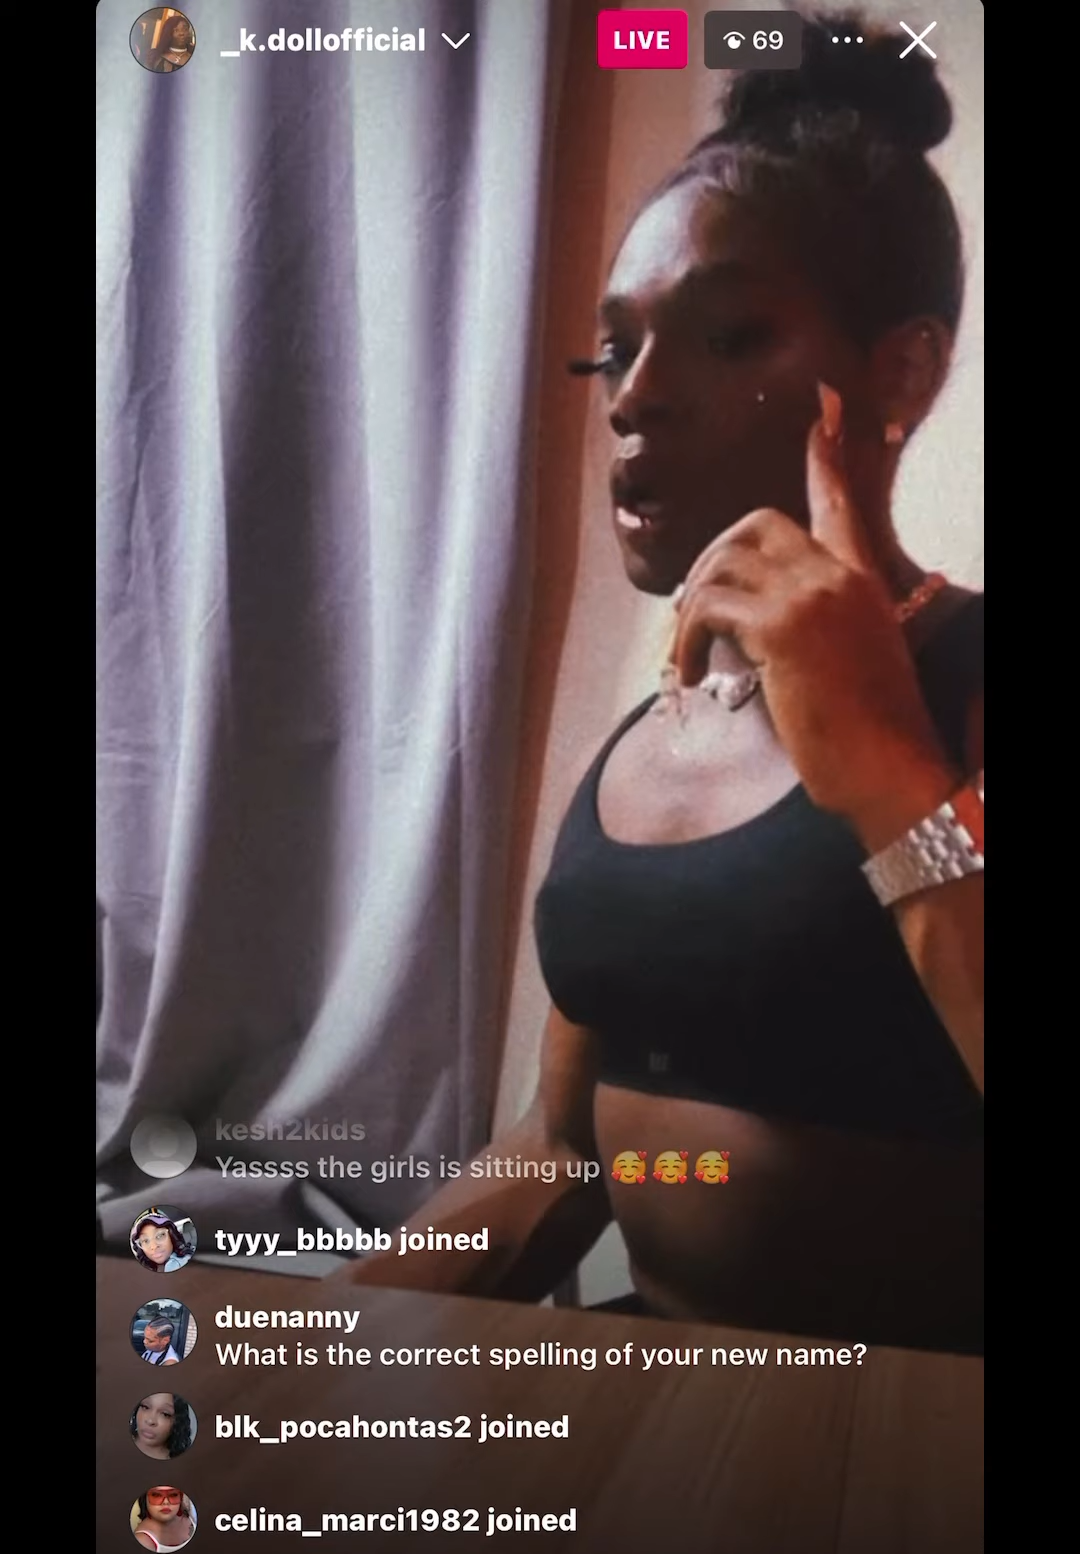 _k.dollofficial
LIVE
69
kesh2kids
Yassss the girls is sitting up 🥰🥰🥰
tyyy_bbbbb joined
duenanny
What is the correct spelling of your new name?
blk_pocahontas2 joined
celina_marci1982 joined